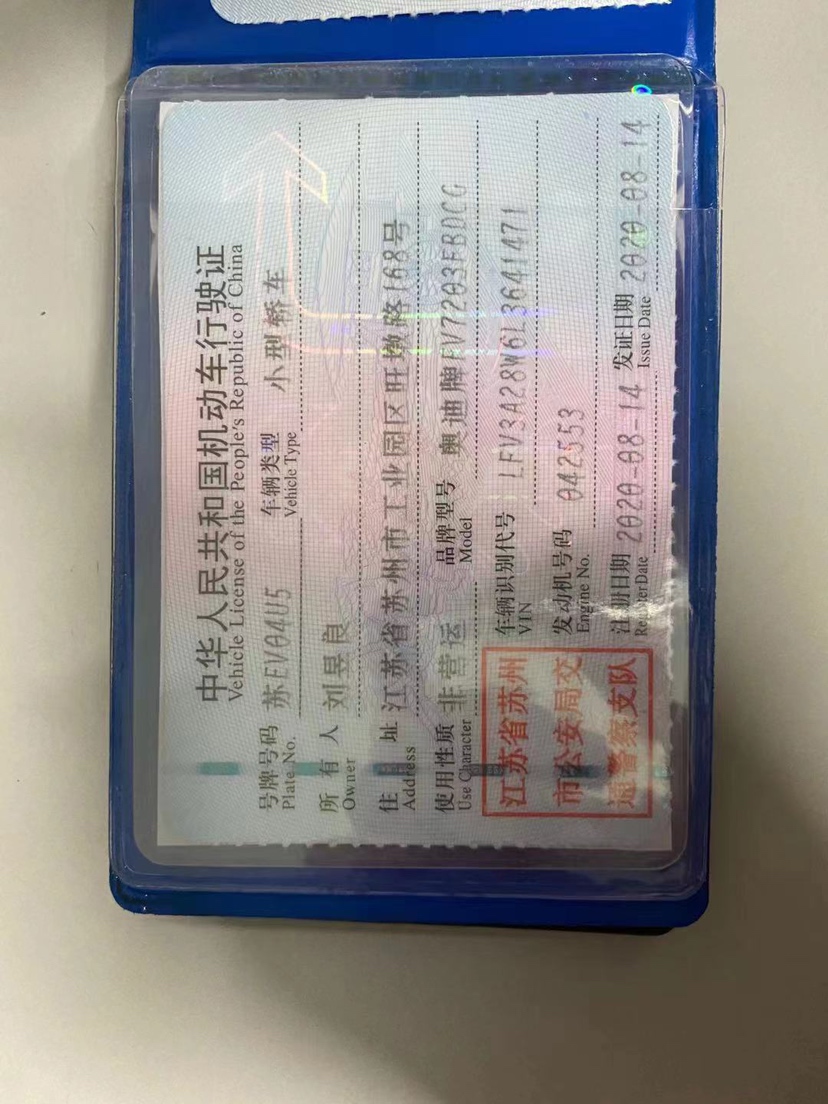 中华人民共和国机动车行驶证
Vehicle License of the People's Republic of China
号牌号码 苏EV04U5 车辆类型 小型轿车
Plate No. Vehicle Type
所有人 刘昱良
Owner
住址 江苏省苏州市工业园区旺墩路168号
Address
使用性质 非营运 品牌型号 奥迪牌FV7203FBDCG
Use Character Model
江苏省苏州
市公安局交
通警察支队
车辆识别代号 LFV3A28W6L3641471
VIN
发动机号码 042553
Engine No.
注册日期 2020-08-14 发证日期 2020-08-14
Register Date Issue Date